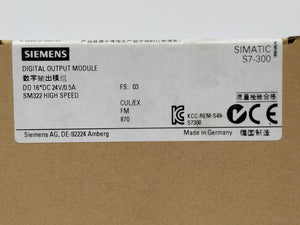 SIEMENS
SIMATIC
S7-300
DIGITAL OUTPUT MODULE
数字输出模组
DO 16*DC 24V/0.5A
FS: 03
SM322 HIGH SPEED
质量检验合格
CUL/EX
FM
870
KCC-REM-S49-
S7300
Siemens AG, DE-92224 Amberg
Made in Germany
德国制造